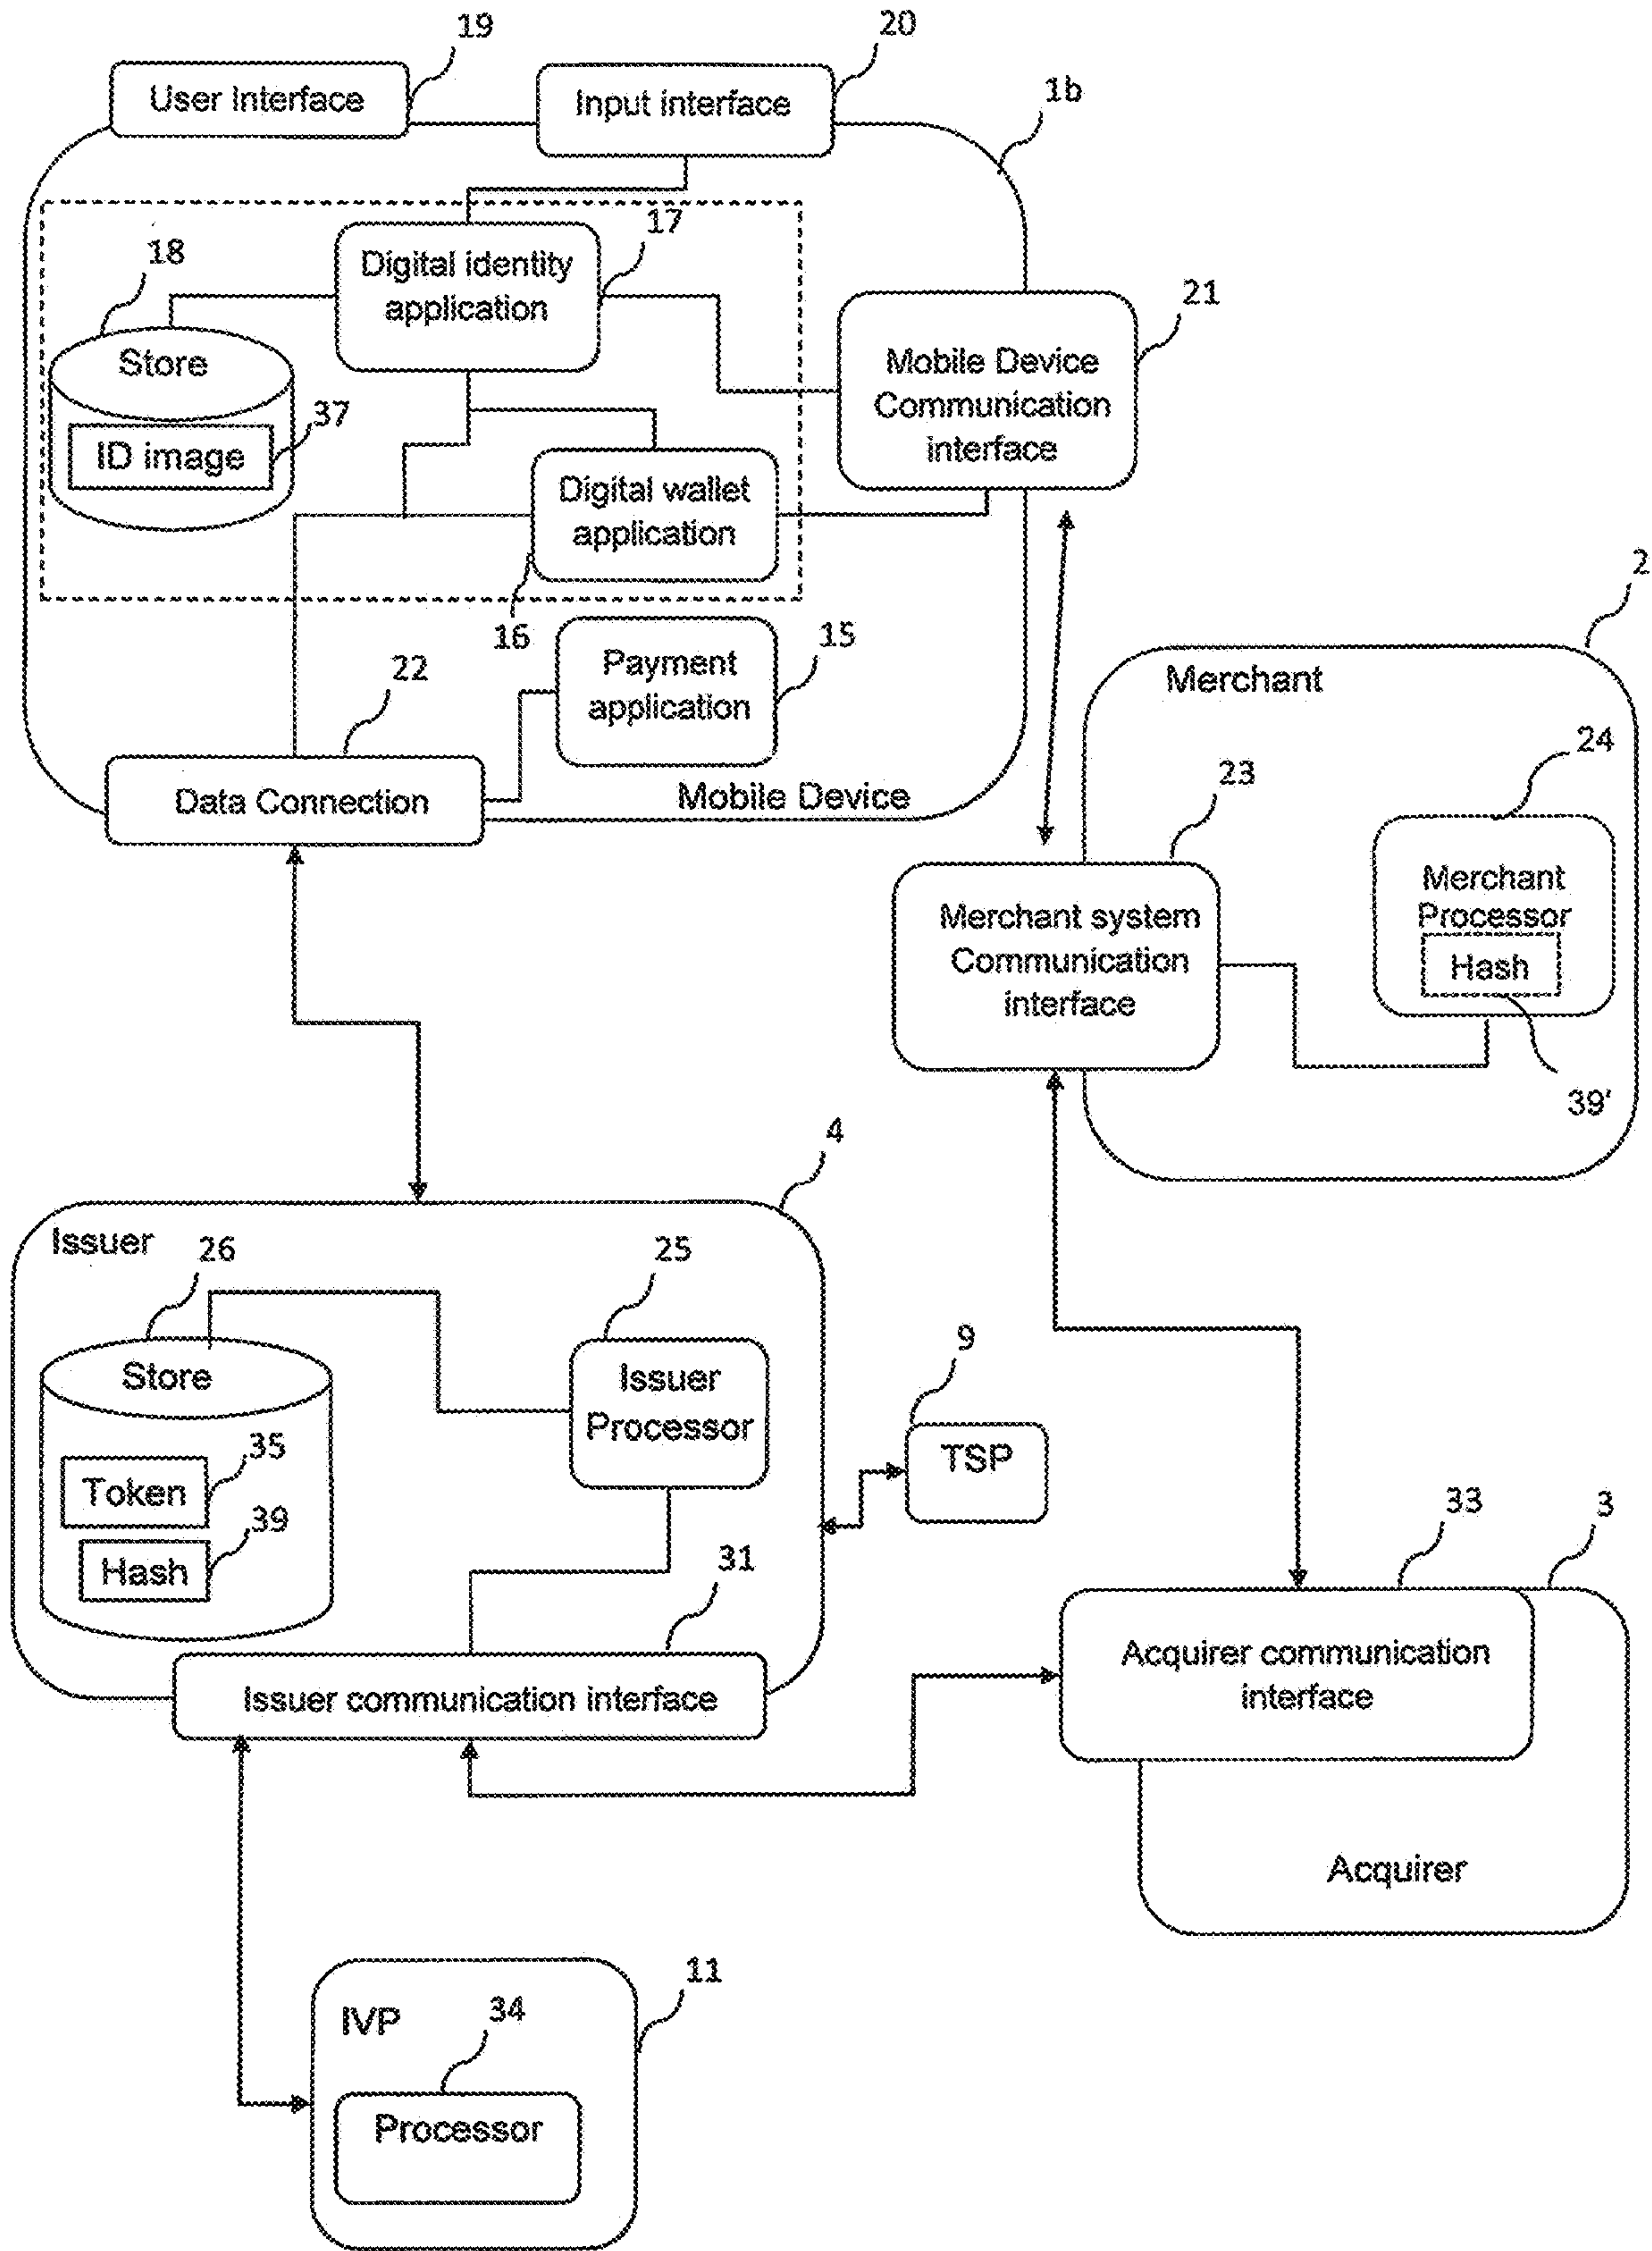 19
20
User Interface
Input interface
1b
17
18
Digital identity
application
21
Store
Mobile Device
Communication
interface
37
ID image
Digital wallet
application
2
16
15
22
Payment
application
Merchant
24
23
Data Connection
Mobile Device
Merchant
Processor
Hash
Merchant system
Communication
interface
39'
4
Issuer
26
25
9
Store
Issuer
Processor
TSP
35
Token
33
3
39
Hash
31
Acquirer communication
interface
Issuer communication interface
Acquirer
11
34
IVP
Processor